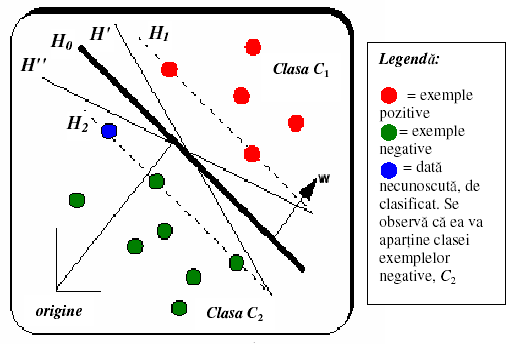 H'
H1
H0
Clasa C1
H''
H2
w
origine
Clasa C2
Legendă:
= exemple
pozitive
= exemple
negative
= dată
necunoscută, de
clasificat. Se
observă că ea va
aparține clasei
exemplelor
negative, C2